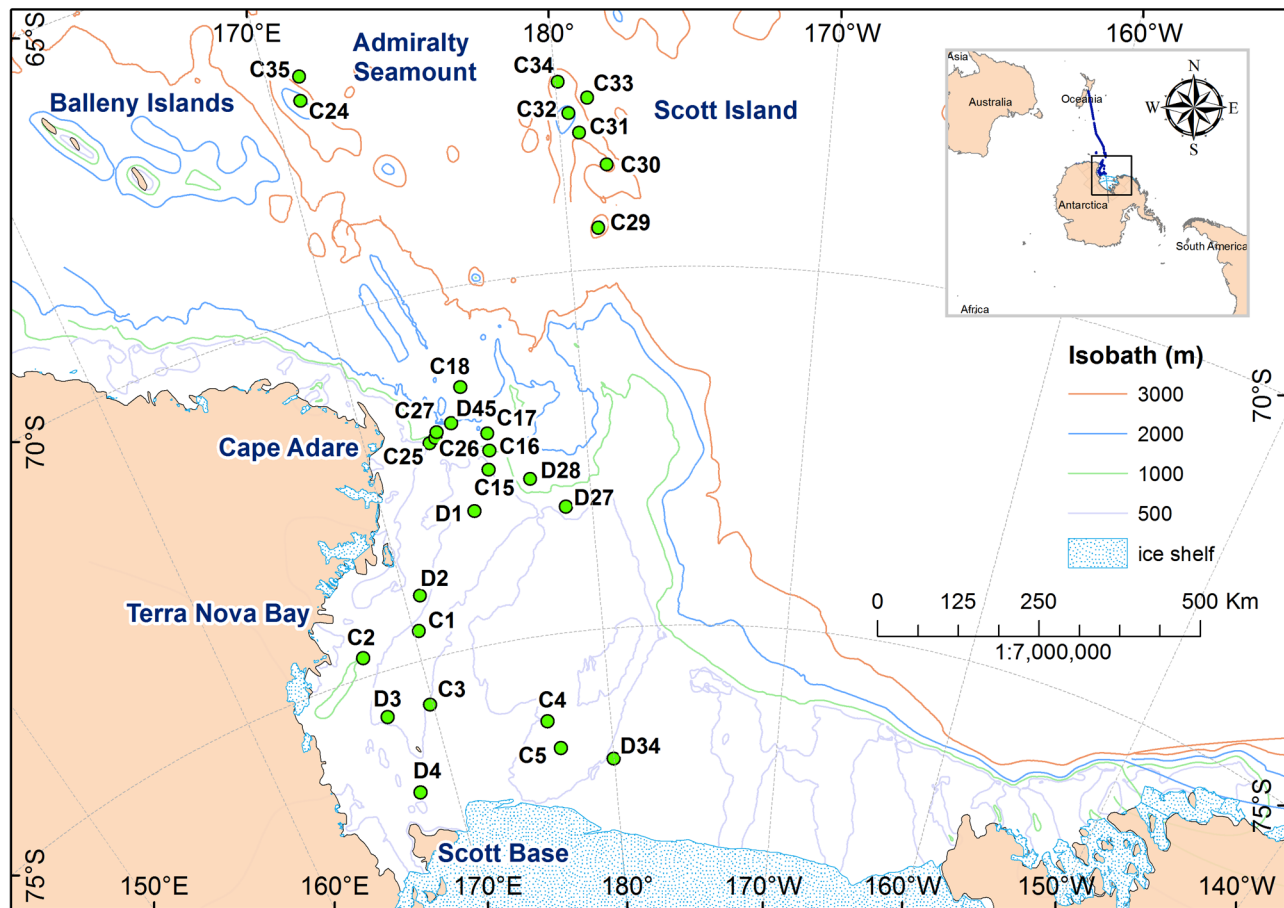 170°E
180°
170°W
160°W
65°S
Admiralty
Seamount
C35
C24
Balleny Islands
C34
C33
C32
C31
Scott Island
C30
C29
Asia
Australia
Oceania
Antarctica
South America
Africa
N
W
E
S
Isobath (m)
3000
2000
1000
500
ice shelf
0
125
250
500 Km
1:7,000,000
70°S
70°S
C18
C27
D45
C17
C25
C26
C16
Cape Adare
C15
D28
D27
D1
D2
Terra Nova Bay
C1
C2
D3
C3
C4
C5
D34
D4
Scott Base
75°S
75°S
150°E
160°E
170°E
180°
170°W
160°W
150°W
140°W